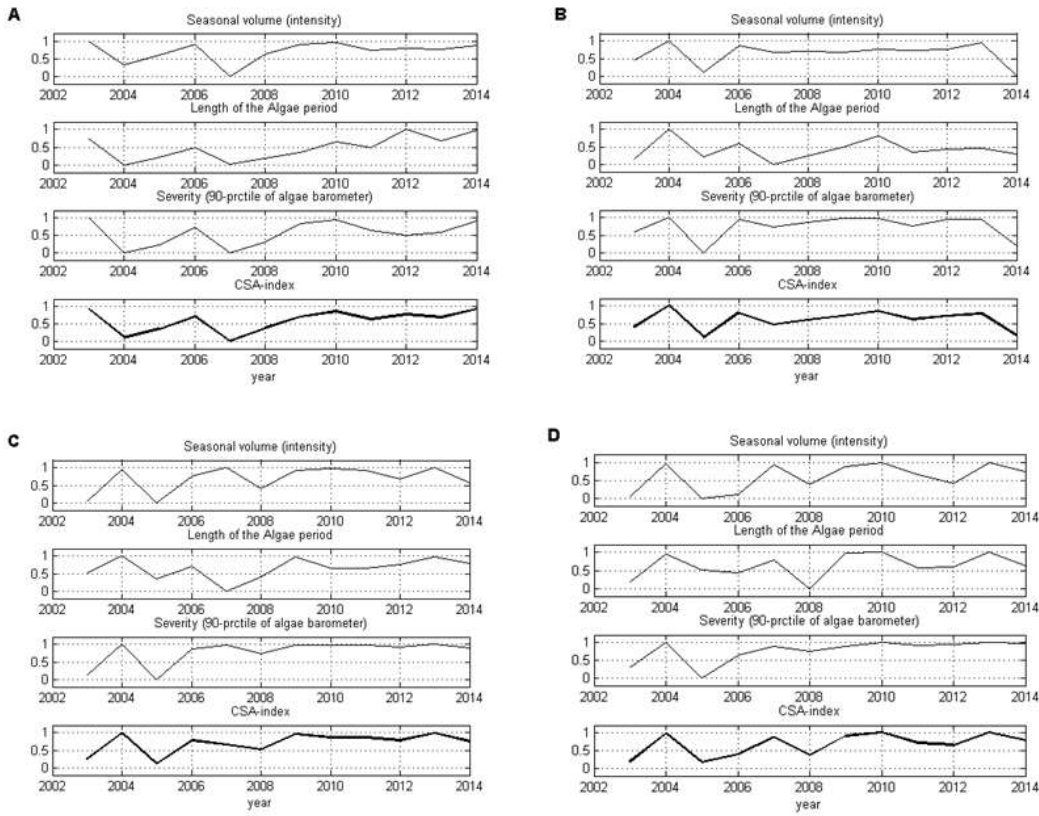 A
Seasonal volume (intensity)
1
0.5
0
2002 2004 2006 2008 2010 2012 2014
Length of the Algae period
1
0.5
0
2002 2004 2006 2008 2010 2012 2014
Severity (90-prctile of algae barometer)
1
0.5
0
2002 2004 2006 2008 2010 2012 2014
CSA-index
1
0.5
0
2002 2004 2006 2008 2010 2012 2014
year
B
Seasonal volume (intensity)
1
0.5
0
2002 2004 2006 2008 2010 2012 2014
Length of the Algae period
1
0.5
0
2002 2004 2006 2008 2010 2012 2014
Severity (90-prctile of algae barometer)
1
0.5
0
2002 2004 2006 2008 2010 2012 2014
CSA-index
1
0.5
0
2002 2004 2006 2008 2010 2012 2014
year
C
Seasonal volume (intensity)
1
0.5
0
2002 2004 2006 2008 2010 2012 2014
Length of the Algae period
1
0.5
0
2002 2004 2006 2008 2010 2012 2014
Severity (90-prctile of algae barometer)
1
0.5
0
2002 2004 2006 2008 2010 2012 2014
CSA-index
1
0.5
0
2002 2004 2006 2008 2010 2012 2014
year
D
Seasonal volume (intensity)
1
0.5
0
2002 2004 2006 2008 2010 2012 2014
Length of the Algae period
1
0.5
0
2002 2004 2006 2008 2010 2012 2014
Severity (90-prctile of algae barometer)
1
0.5
0
2002 2004 2006 2008 2010 2012 2014
CSA-index
1
0.5
0
2002 2004 2006 2008 2010 2012 2014
year